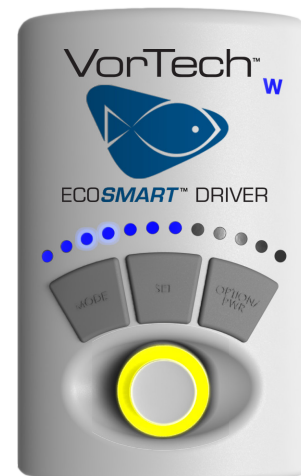 VorTech™
W
ECOSMART™ DRIVER
MODE
SET
OPTION/
PWR